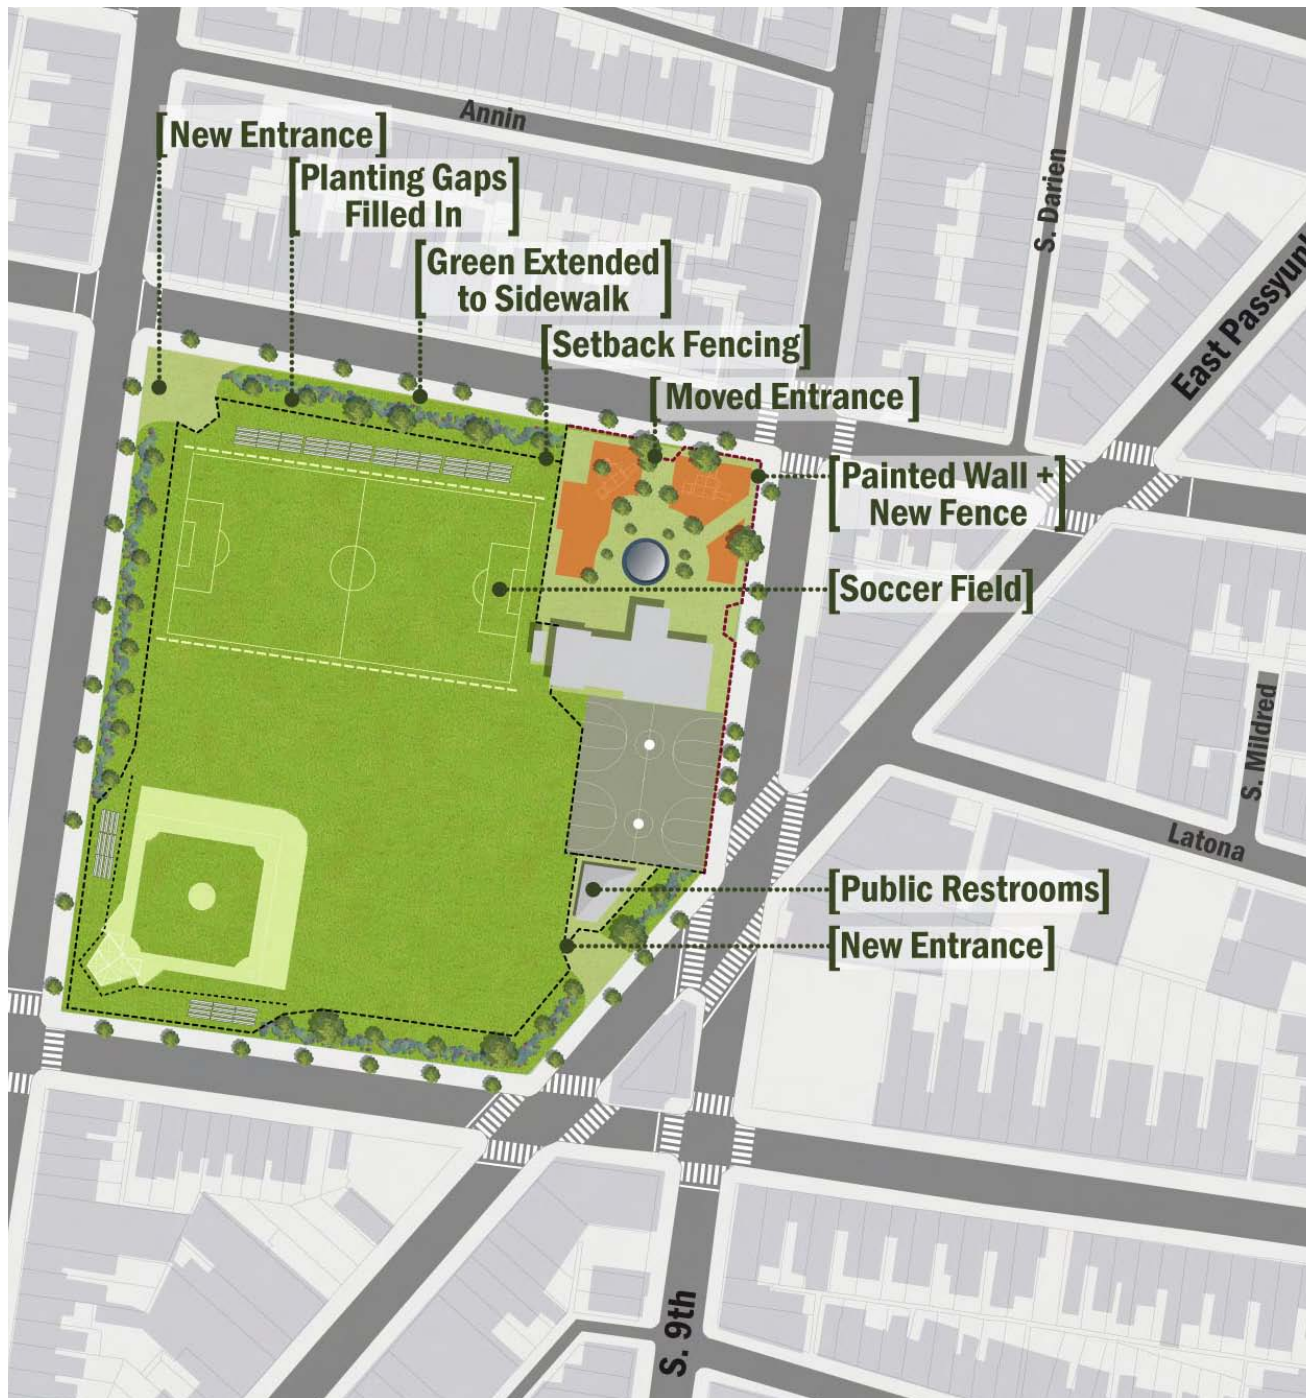 Annin
[New Entrance]
[Planting Gaps
Filled In]
S. Darien
[Green Extended
to Sidewalk]
East Passyunk
[Setback Fencing]
[Moved Entrance]
[Painted Wall +
New Fence]
[Soccer Field]
S. Mildred
Latona
[Public Restrooms]
[New Entrance]
S. 9th